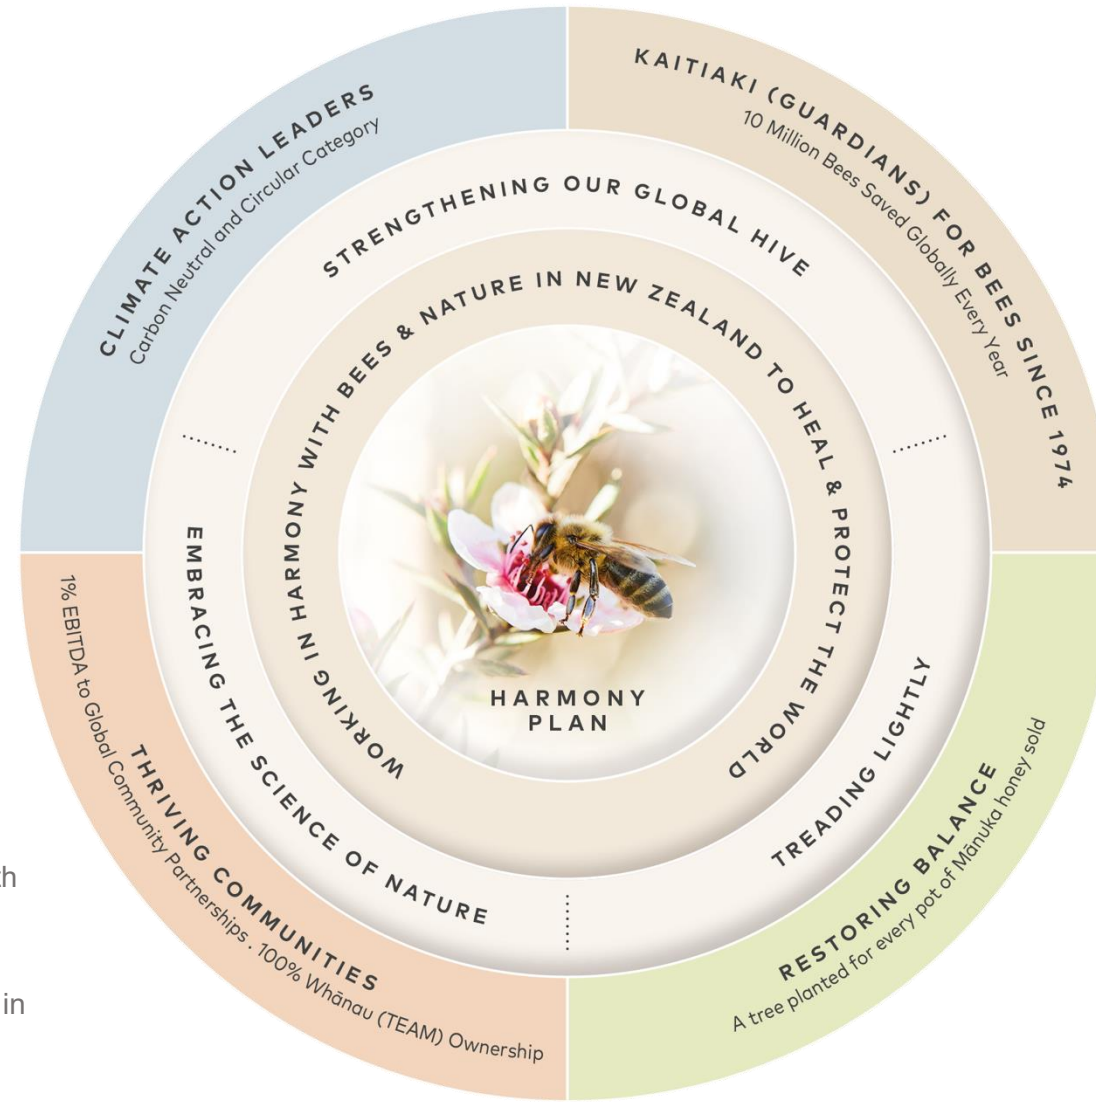 CLIMATE ACTION LEADERS
Carbon Neutral and Circular Category
KAITIAKI (GUARDIANS) FOR BEES SINCE 1974
10 Million Bees Saved Globally Every Year
STRENGTHENING OUR GLOBAL HIVE
WORKING IN HARMONY WITH BEES & NATURE IN NEW ZEALAND TO HEAL & PROTECT THE WORLD
HARMONY
PLAN
EMBRACING THE SCIENCE OF NATURE
TREADING LIGHTLY
THRIVING COMMUNITIES
1% EBITDA to Global Community Partnerships . 100% Whānau (TEAM) Ownership
RESTORING BALANCE
A tree planted for every pot of Mānuka honey sold
in